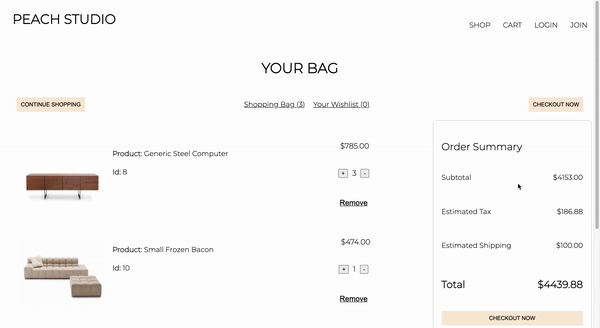 PEACH STUDIO
SHOP CART LOGIN JOIN
YOUR BAG
CONTINUE SHOPPING
Shopping Bag (3) Your Wishlist (0)
CHECKOUT NOW
Product: Generic Steel Computer
Id: 8
$785.00
+ 3 -
Remove
Product: Small Frozen Bacon
Id: 10
$474.00
+ 1 -
Remove
Order Summary
Subtotal $4153.00
Estimated Tax $186.88
Estimated Shipping $100.00
Total $4439.88
CHECKOUT NOW